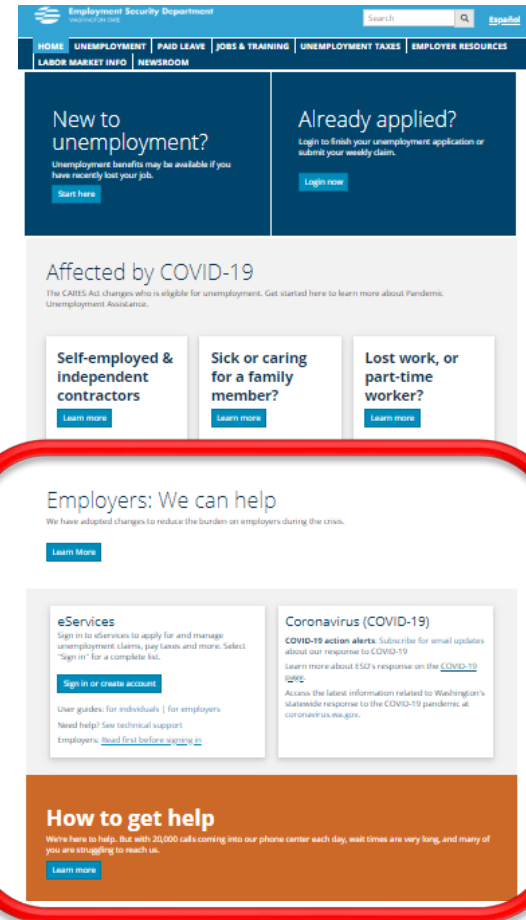 Employment Security Department
WASHINGTON STATE
Search
Español
HOME UNEMPLOYMENT PAID LEAVE JOBS & TRAINING UNEMPLOYMENT TAXES EMPLOYER RESOURCES
LABOR MARKET INFO NEWSROOM
New to
unemployment?
Unemployment benefits may be available if you
have recently lost your job.
Start here
Already applied?
Login to finish your unemployment application or
submit your weekly claim.
Login now
Affected by COVID-19
The CARES Act changes who is eligible for unemployment. Get started here to learn more about Pandemic
Unemployment Assistance.
Self-employed &
independent
contractors
Learn more
Sick or caring
for a family
member?
Learn more
Lost work, or
part-time
worker?
Learn more
Employers: We can help
We have adopted changes to reduce the burden on employers during the crisis.
Learn More
eServices
Sign in to eServices to apply for and manage
unemployment claims, pay taxes and more. Select
"Sign in" for a complete list.
Sign in or create account
User guides: for individuals | for employers
Need help? See technical support
Employers: Read first before signing in
Coronavirus (COVID-19)
COVID-19 action alerts: Subscribe for email updates
about our response to COVID-19
Learn more about ESD's response on the COVID-19
page.
Access the latest information related to Washington's
statewide response to the COVID-19 pandemic at
coronavirus.wa.gov.
How to get help
We're here to help. But with 20,000 calls coming into our phone center each day, wait times are very long, and many of
you are struggling to reach us.
Learn more